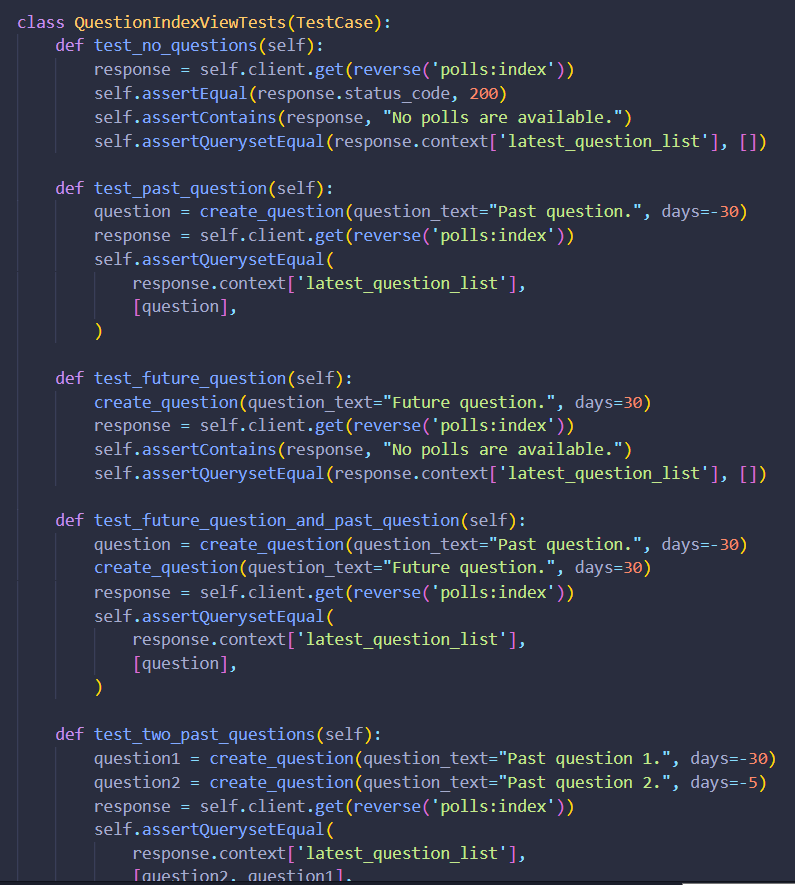 class QuestionIndexViewTests(TestCase):
    def test_no_questions(self):
        response = self.client.get(reverse('polls:index'))
        self.assertEqual(response.status_code, 200)
        self.assertContains(response, "No polls are available.")
        self.assertQuerysetEqual(response.context['latest_question_list'], [])

    def test_past_question(self):
        question = create_question(question_text="Past question.", days=-30)
        response = self.client.get(reverse('polls:index'))
        self.assertQuerysetEqual(
            response.context['latest_question_list'],
            [question],
        )

    def test_future_question(self):
        create_question(question_text="Future question.", days=30)
        response = self.client.get(reverse('polls:index'))
        self.assertContains(response, "No polls are available.")
        self.assertQuerysetEqual(response.context['latest_question_list'], [])

    def test_future_question_and_past_question(self):
        question = create_question(question_text="Past question.", days=-30)
        create_question(question_text="Future question.", days=30)
        response = self.client.get(reverse('polls:index'))
        self.assertQuerysetEqual(
            response.context['latest_question_list'],
            [question],
        )

    def test_two_past_questions(self):
        question1 = create_question(question_text="Past question 1.", days=-30)
        question2 = create_question(question_text="Past question 2.", days=-5)
        response = self.client.get(reverse('polls:index'))
        self.assertQuerysetEqual(
            response.context['latest_question_list'],
            [question2, question1],